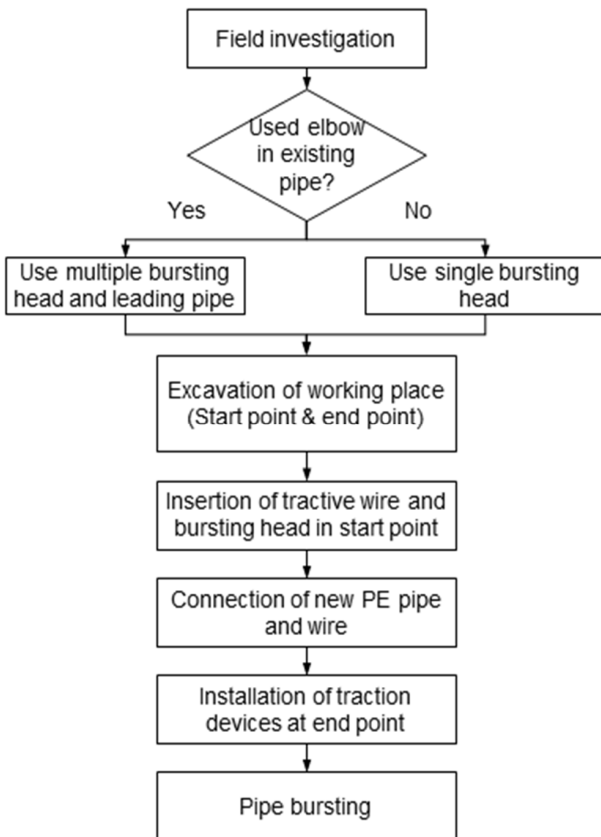 Field investigation
Used elbow
in existing
pipe?
Yes
No
Use multiple bursting
head and leading pipe
Use single bursting
head
Excavation of working place
(Start point & end point)
Insertion of tractive wire and
bursting head in start point
Connection of new PE pipe
and wire
Installation of traction
devices at end point
Pipe bursting